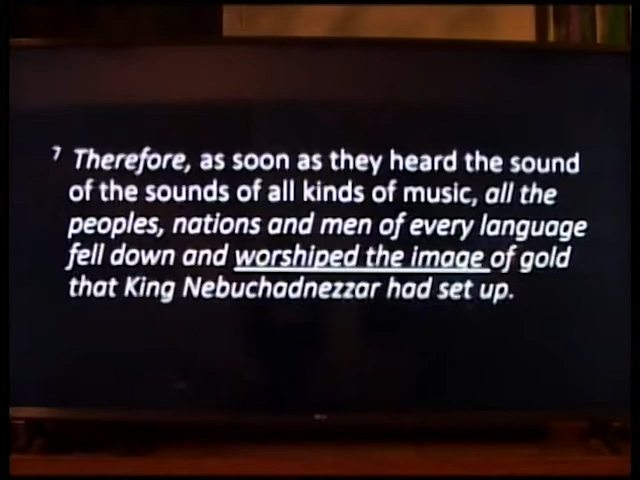 7 Therefore, as soon as they heard the sound
of the sounds of all kinds of music, all the
peoples, nations and men of every language
fell down and worshiped the image of gold
that King Nebuchadnezzar had set up.